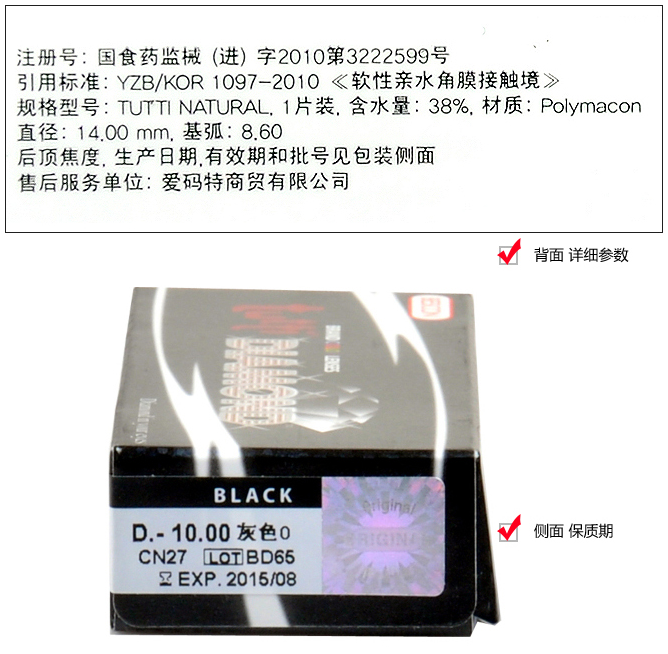 注册号: 国食药监械 (进) 字2010第3222599号
引用标准: YZB/KOR 1097-2010 《软性亲水角膜接触境》
规格型号: TUTTI NATURAL, 1片装, 含水量: 38%, 材质: Polymacon
直径: 14.00 mm, 基弧: 8.60
后顶焦度, 生产日期,有效期和批号见包装侧面
售后服务单位: 爱码特商贸有限公司
背面 详细参数
BLACK
D.- 10.00 灰色0
CN27 LOT BD65
EXP. 2015/08
Original
ORIGINAL
侧面 保质期